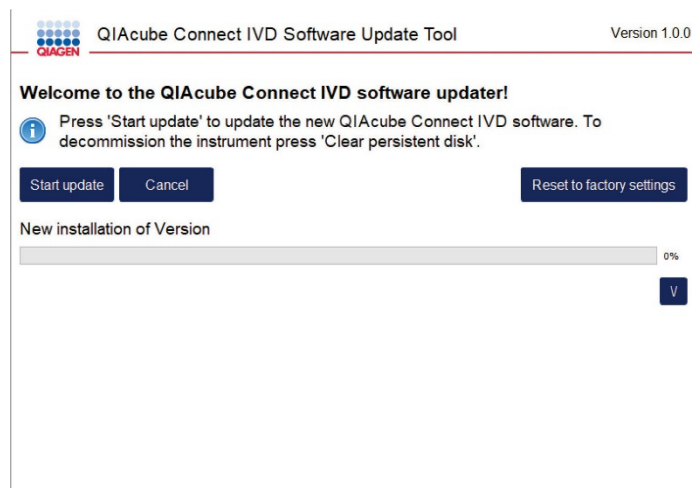 QIAGEN
QIAcube Connect IVD Software Update Tool
Version 1.0.0
Welcome to the QIAcube Connect IVD software updater!
i
Press 'Start update' to update the new QIAcube Connect IVD software. To
decommission the instrument press 'Clear persistent disk'.
Start update
Cancel
Reset to factory settings
New installation of Version
0%
V